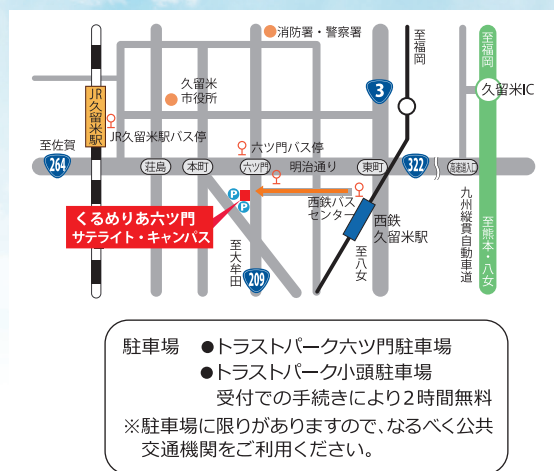 消防署・警察署
至福岡
至福岡
久留米
市役所
3
久留米IC
JR久留米駅
JR久留米駅バス停
六ツ門バス停
至佐賀
264
荘島
本町
六ツ門
明治通り
東町
322
高速道入口
P
P
西鉄バス
センター
西鉄
久留米駅
くるめりあ六ツ門
サテライト・キャンパス
至大牟田
209
至八女
九州縦貫自動車道
至熊本・八女
駐車場 ●トラストパーク六ツ門駐車場
●トラストパーク小頭駐車場
受付での手続きにより2時間無料
※駐車場に限りがありますので、なるべく公共
交通機関をご利用ください。